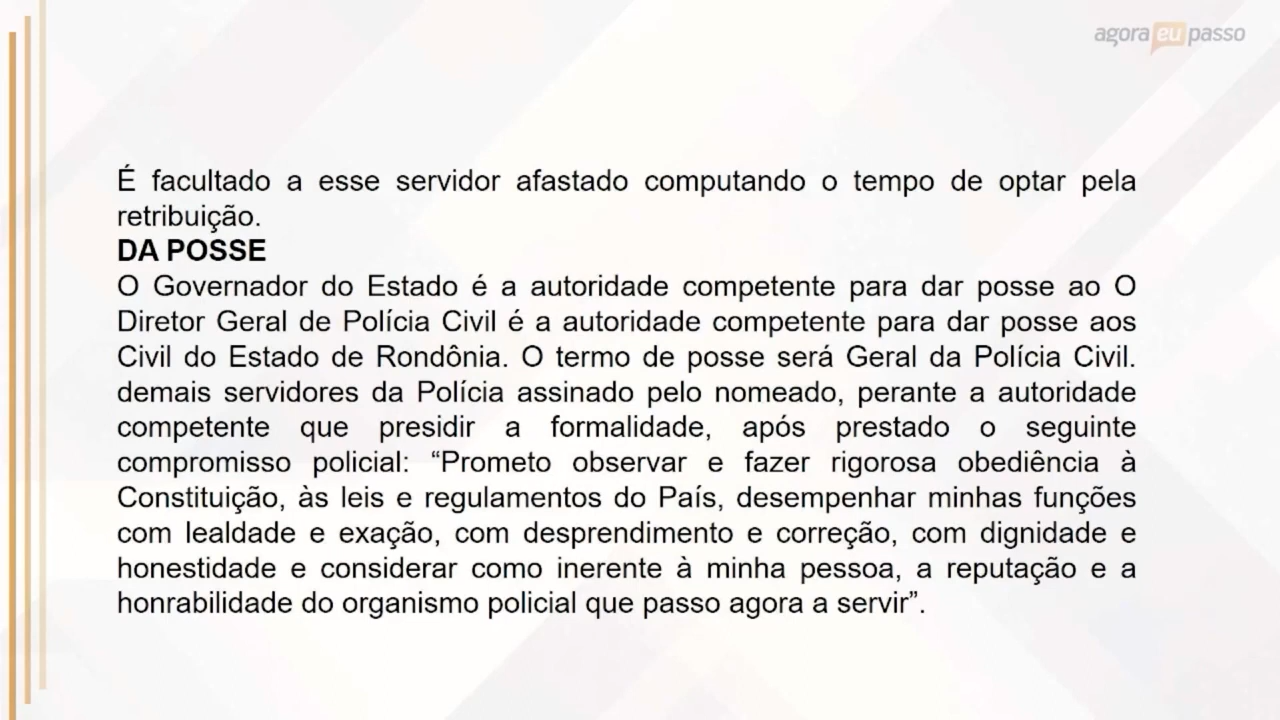 agora eu passo
É facultado a esse servidor afastado computando o tempo de optar pela
retribuição.
DA POSSE
O Governador do Estado é a autoridade competente para dar posse ao O
Diretor Geral de Polícia Civil é a autoridade competente para dar posse aos
Civil do Estado de Rondônia. O termo de posse será Geral da Polícia Civil.
demais servidores da Polícia assinado pelo nomeado, perante a autoridade
competente que presidir a formalidade, após prestado o seguinte
compromisso policial: “Prometo observar e fazer rigorosa obediência à
Constituição, às leis e regulamentos do País, desempenhar minhas funções
com lealdade e exação, com desprendimento e correção, com dignidade e
honestidade e considerar como inerente à minha pessoa, a reputação e a
honrabilidade do organismo policial que passo agora a servir”.